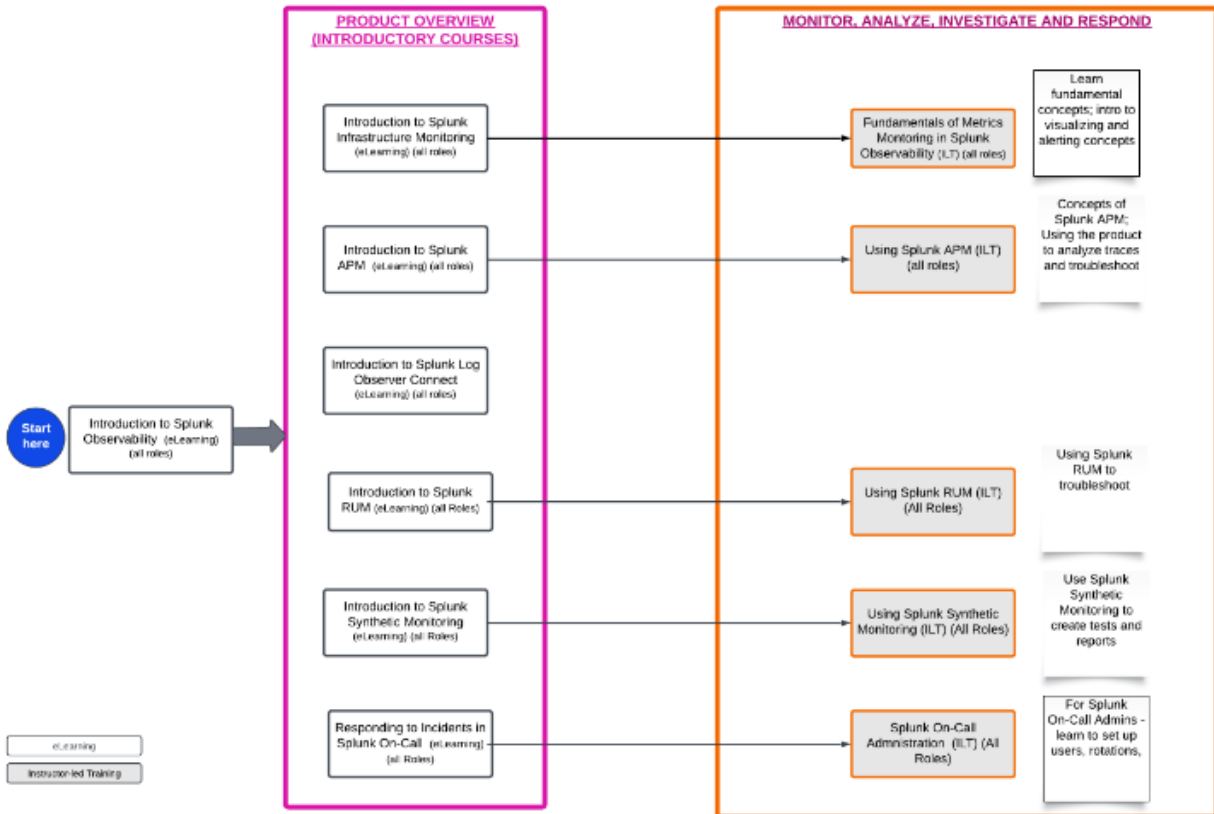 PRODUCT OVERVIEW
(INTRODUCTORY COURSES)
MONITOR, ANALYZE, INVESTIGATE AND RESPOND
Introduction to Splunk
Infrastructure Monitoring
(eLearning) (all roles)
Fundamentals of Metrics
Montoring in Splunk
Observability (ILT) (all roles)
Learn
fundamental
concepts; intro to
visualizing and
alerting concepts
Introduction to Splunk
APM (eLearning) (all roles)
Using Splunk APM (ILT)
(all roles)
Concepts of
Splunk APM;
Using the product
to analyze traces
and troubleshoot
Introduction to Splunk Log
Observer Connect
(eLearning) (all roles)
Start
here
Introduction to Splunk
Observability (eLearning)
(all roles)
Introduction to Splunk
RUM (eLearning) (all Roles)
Using Splunk RUM (ILT)
(All Roles)
Using Splunk
RUM to
troubleshoot
Introduction to Splunk
Synthetic Monitoring
(eLearning) (all Roles)
Using Splunk Synthetic
Monitoring (ILT) (All Roles)
Use Splunk
Synthetic
Monitoring to
create tests and
reports
Responding to Incidents in
Splunk On-Call (eLearning)
(all Roles)
Splunk On-Call
Admnistration (ILT) (All
Roles)
For Splunk
On-Call Admins -
learn to set up
users, rotations,
eLearning
Instructor-led Training